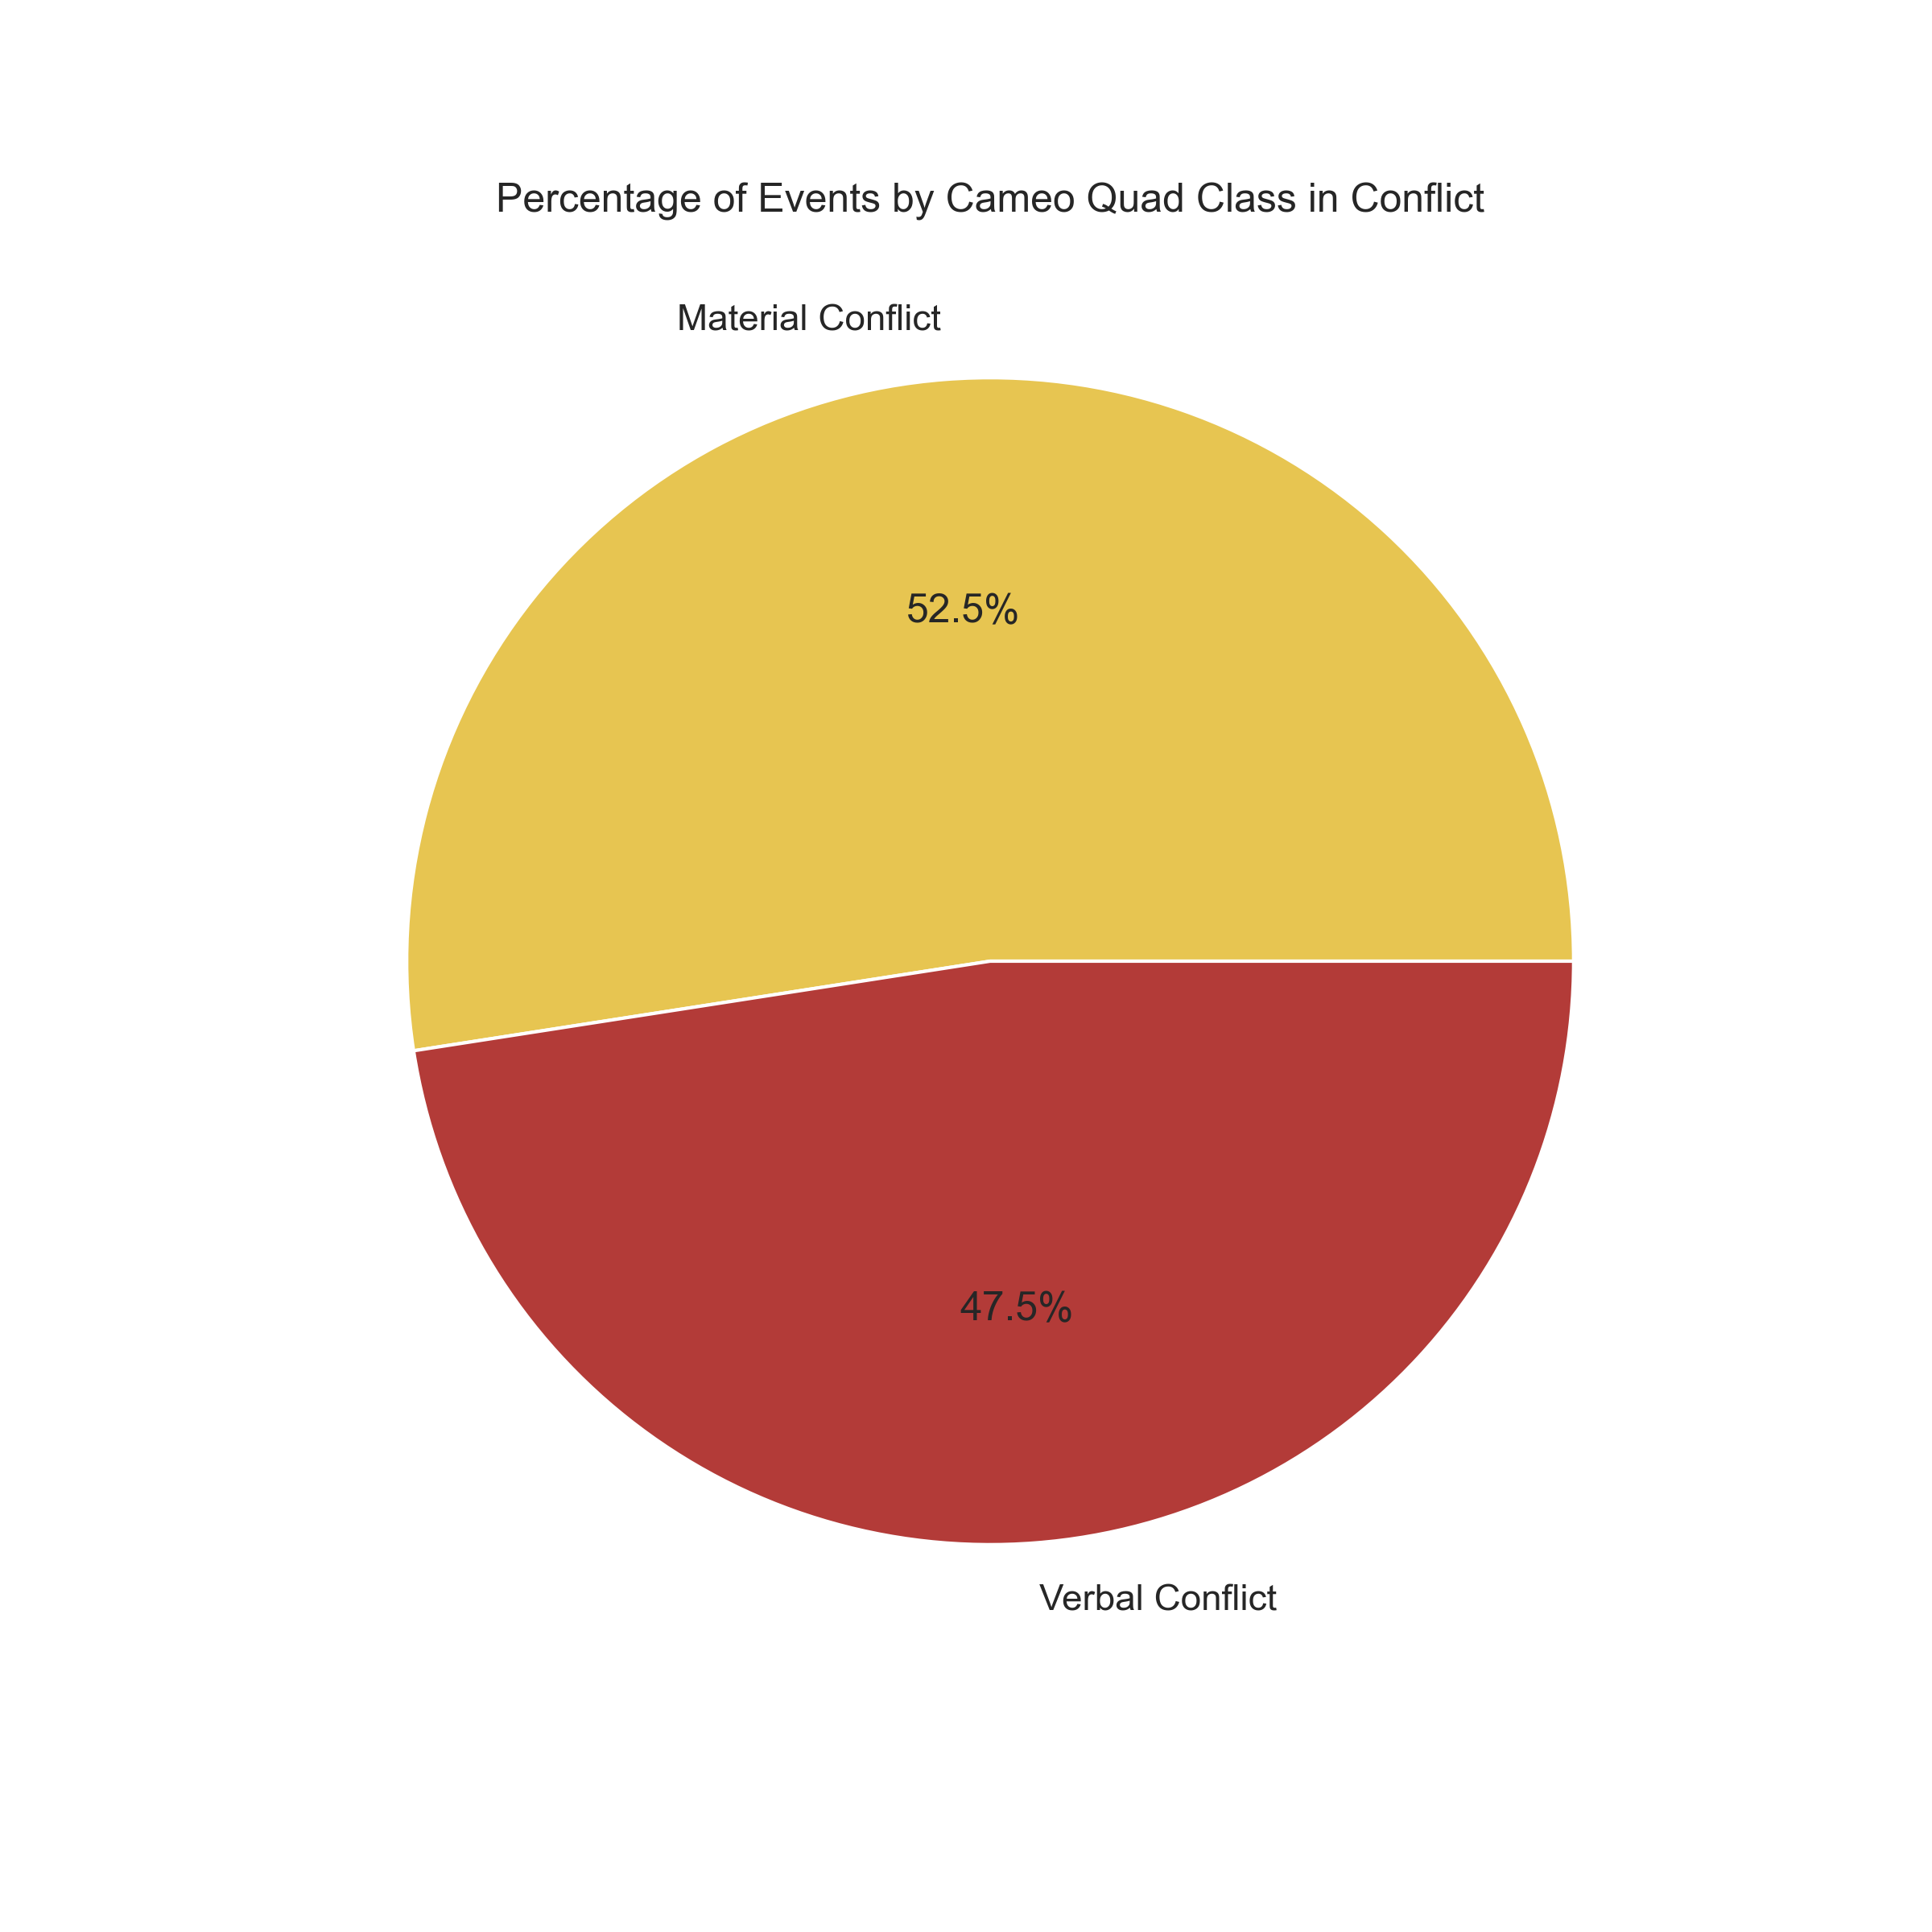 Percentage of Events by Cameo Quad Class in Conflict
Material Conflict
52.5%
47.5%
Verbal Conflict